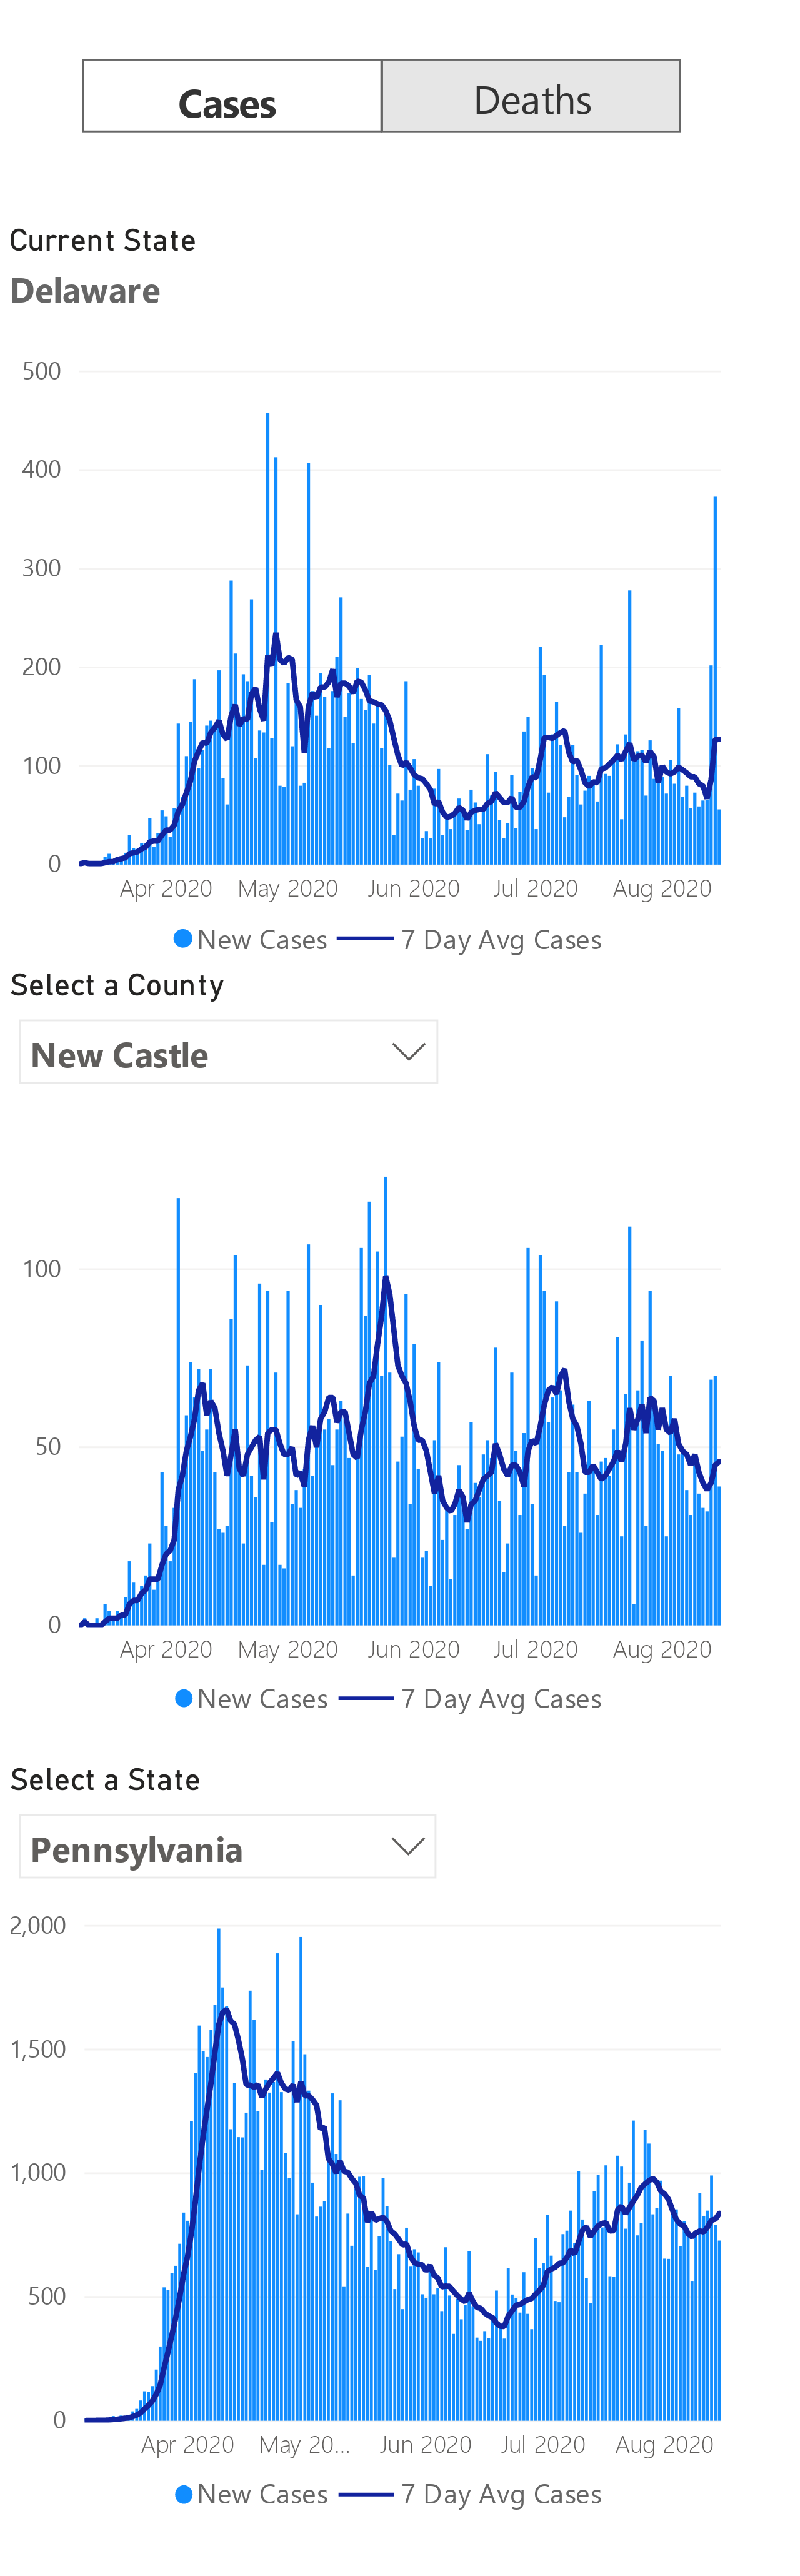 Cases Deaths
Current State
Delaware
500
400
300
200
100
0
Apr 2020 May 2020 Jun 2020 Jul 2020 Aug 2020
New Cases 7 Day Avg Cases
Select a County
New Castle
100
50
0
Apr 2020 May 2020 Jun 2020 Jul 2020 Aug 2020
New Cases 7 Day Avg Cases
Select a State
Pennsylvania
2,000
1,500
1,000
500
0
Apr 2020 May 20... Jun 2020 Jul 2020 Aug 2020
New Cases 7 Day Avg Cases